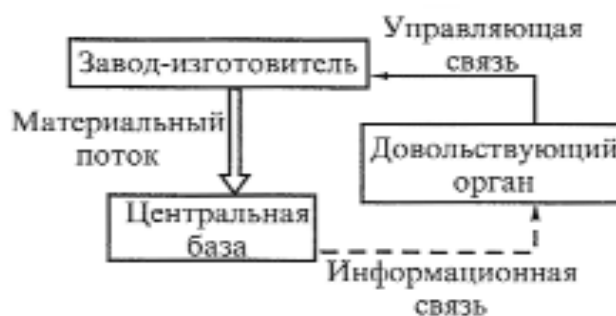 Управляющая
связь
Завод-изготовитель
Материальный
поток
Довольствующий
орган
Центральная
база
Информационная
связь